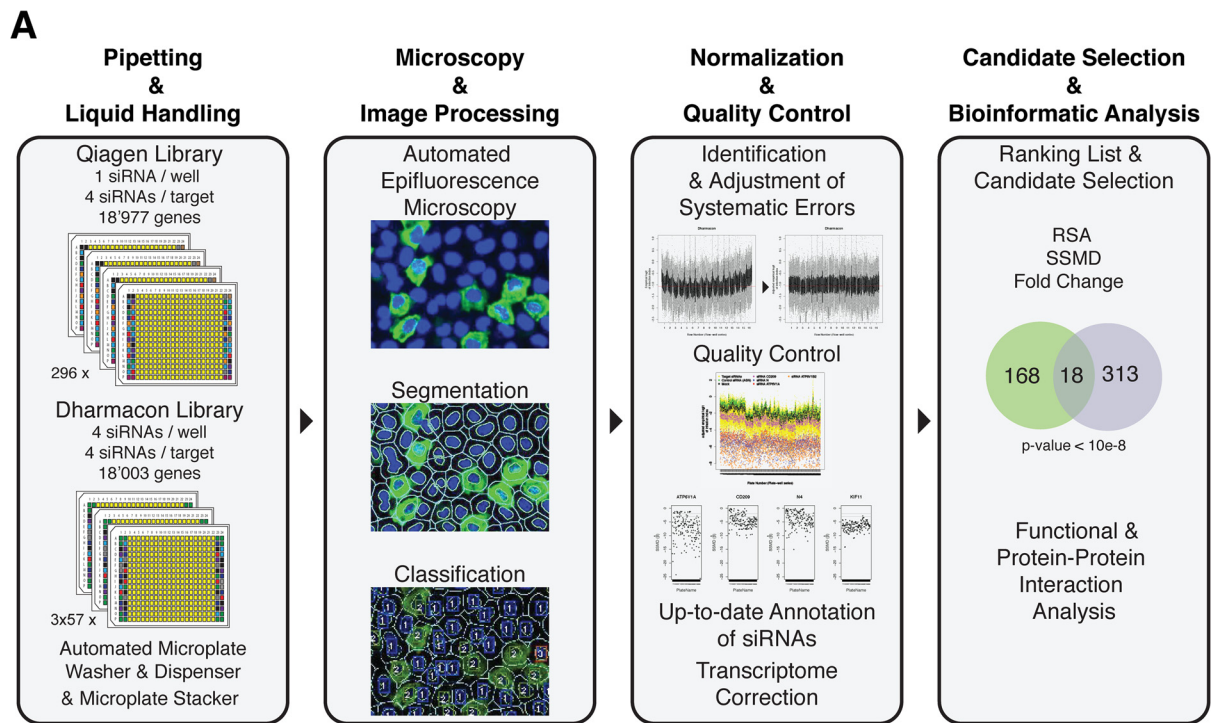 A
Pipetting
&
Liquid Handling
Qiagen Library
1 siRNA / well
4 siRNAs / target
18'977 genes
296 x
Dharmacon Library
4 siRNAs / well
4 siRNAs / target
18'003 genes
3x57 x
Automated Microplate
Washer & Dispenser
& Microplate Stacker
Microscopy
&
Image Processing
Automated
Epifluorescence
Microscopy
Segmentation
Classification
Normalization
&
Quality Control
Identification
& Adjustment of
Systematic Errors
Dharmacon
Dharmacon
Quality Control
ATP6V1A
CD209
N4
KIF11
PlateName
PlateName
PlateName
PlateName
Up-to-date Annotation
of siRNAs
Transcriptome
Correction
Candidate Selection
&
Bioinformatic Analysis
Ranking List &
Candidate Selection
RSA
SSMD
Fold Change
168
18
313
p-value < 10e-8
Functional &
Protein-Protein
Interaction
Analysis